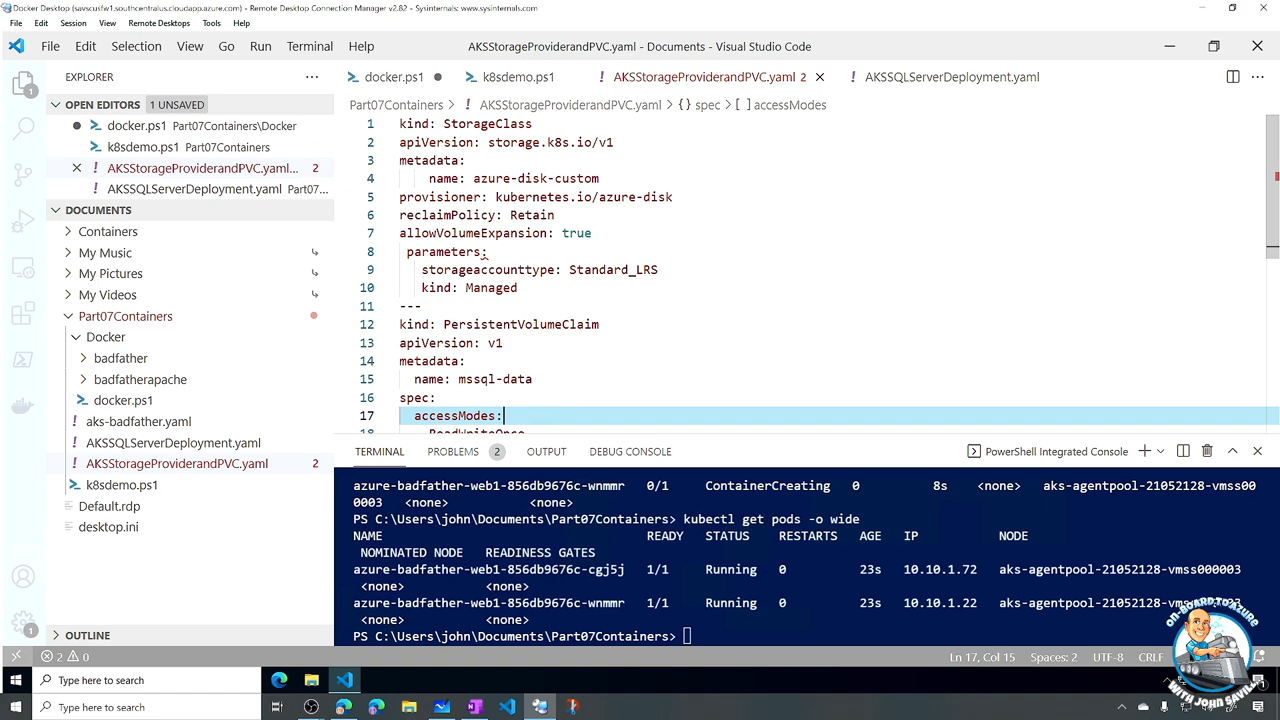 Docker Desktop (savscusfw1.southcentralus.cloudapp.azure.com) - Remote Desktop Connection Manager v2.82 - Sysinternals: www.sysinternals.com
File Edit Session View Remote Desktops Tools Help
File Edit Selection View Go Run Terminal Help
AKSStorageProviderandPVC.yaml - Documents - Visual Studio Code
EXPLORER
docker.ps1 k8sdemo.ps1 AKSStorageProviderandPVC.yaml 2 AKSSQLServerDeployment.yaml
OPEN EDITORS 1 UNSAVED
docker.ps1 Part07Containers\Docker
k8sdemo.ps1 Part07Containers
AKSStorageProviderandPVC.yaml... 2
AKSSQLServerDeployment.yaml Part07...
DOCUMENTS
Containers
My Music
My Pictures
My Videos
Part07Containers
Docker
badfather
badfatherapache
docker.ps1
aks-badfather.yaml
AKSSQLServerDeployment.yaml
AKSStorageProviderandPVC.yaml 2
k8sdemo.ps1
Default.rdp
desktop.ini
OUTLINE
Part07Containers > AKSStorageProviderandPVC.yaml > {} spec > [ ] accessModes
1 kind: StorageClass
2 apiVersion: storage.k8s.io/v1
3 metadata:
4 name: azure-disk-custom
5 provisioner: kubernetes.io/azure-disk
6 reclaimPolicy: Retain
7 allowVolumeExpansion: true
8 parameters:
9 storageaccounttype: Standard_LRS
10 kind: Managed
11 ---
12 kind: PersistentVolumeClaim
13 apiVersion: v1
14 metadata:
15 name: mssql-data
16 spec:
17 accessModes:
18 - ReadWriteOnce
TERMINAL PROBLEMS 2 OUTPUT DEBUG CONSOLE PowerShell Integrated Console
azure-badfather-web1-856db9676c-wnmmr 0/1 ContainerCreating 0 8s <none> aks-agentpool-21052128-vmss00
0003 <none> <none>
PS C:\Users\john\Documents\Part07Containers> kubectl get pods -o wide
NAME READY STATUS RESTARTS AGE IP NODE
NOMINATED NODE READINESS GATES
azure-badfather-web1-856db9676c-cgj5j 1/1 Running 0 23s 10.10.1.72 aks-agentpool-21052128-vmss000003
<none> <none>
azure-badfather-web1-856db9676c-wnmmr 1/1 Running 0 23s 10.10.1.22
<none> <none>
PS C:\Users\john\Documents\Part07Containers>
2 0 Ln 17, Col 15 Spaces: 2 UTF-8 CRLF
Type here to search
Type here to search
ON-BOARD TO AZURE
WITH JOHN SAVILL